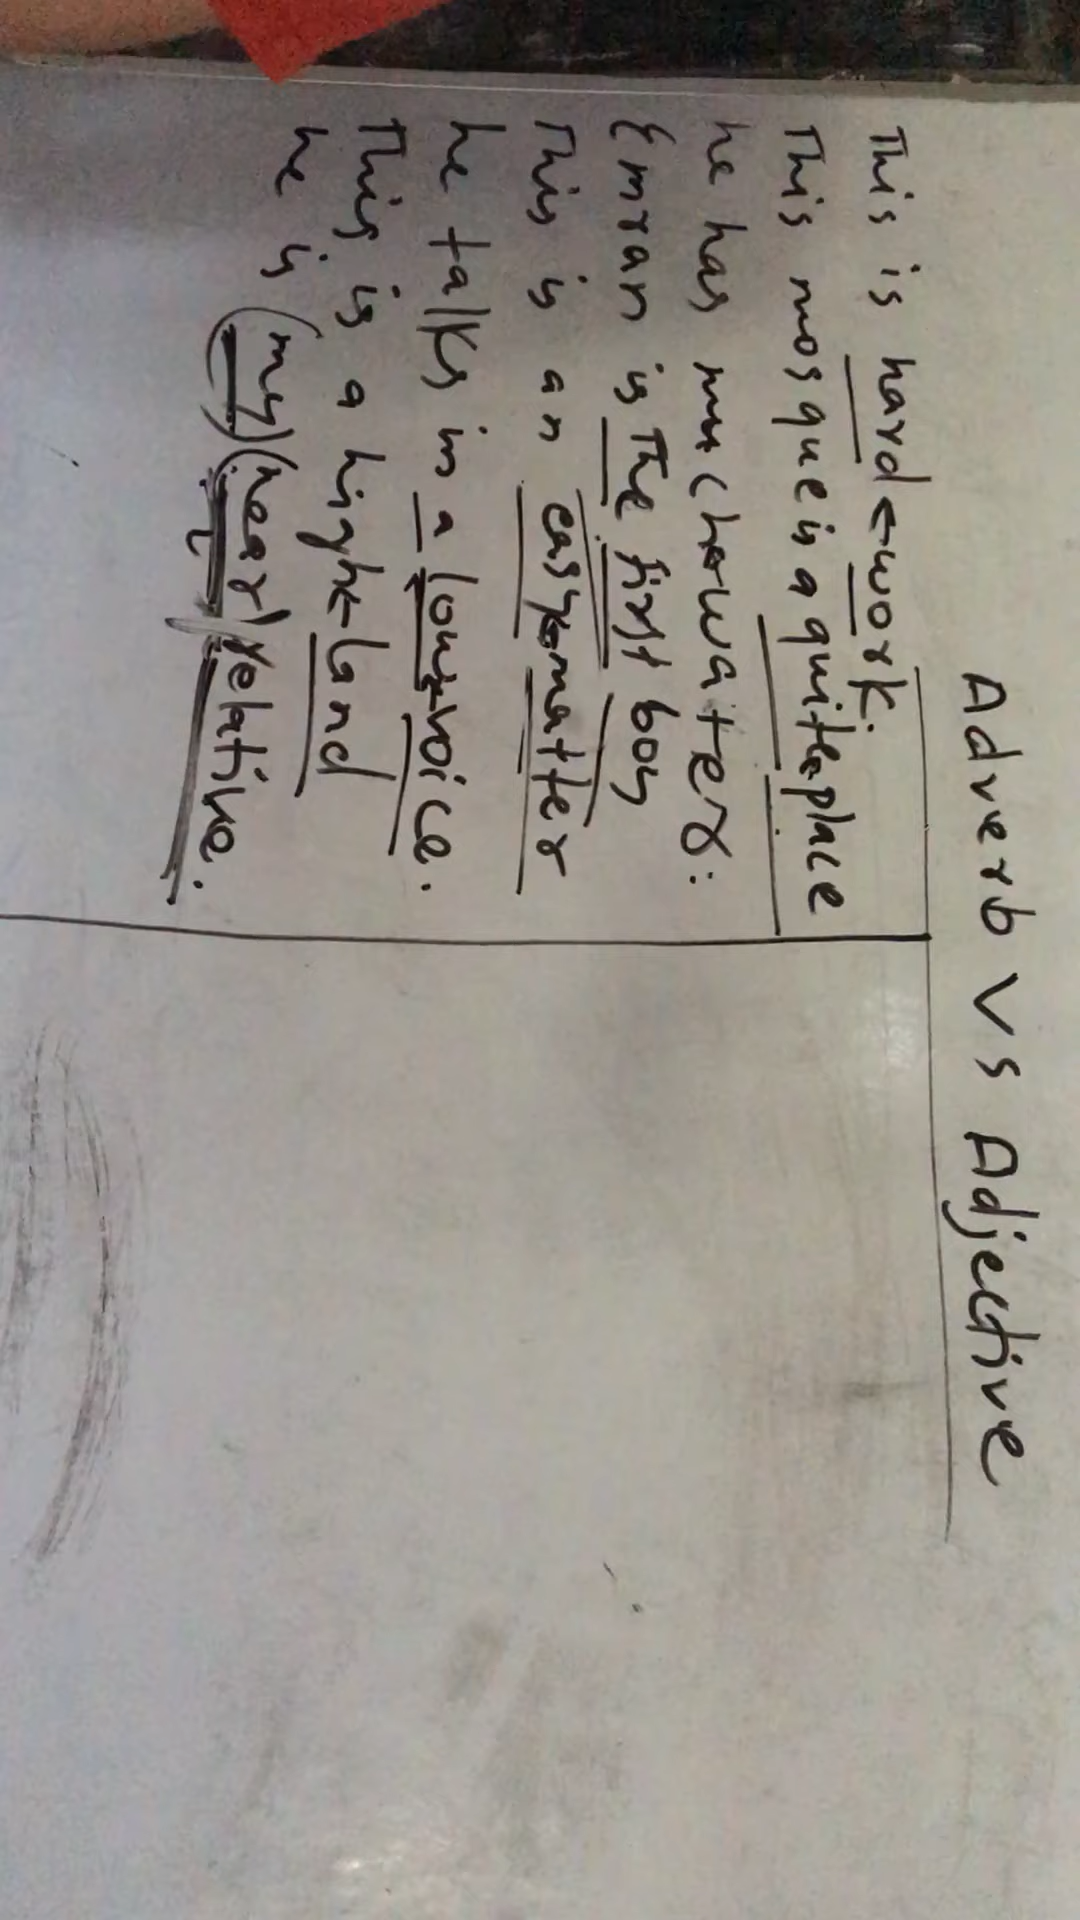 Adverb vs Adjective
This is hard ← work.
This mosque is a quite place
he has much ← water:
Emran is The first boy
This is an easy ← matter
he talks in a low ← voice.
This is a high ← land
he is (my) (near) relative.